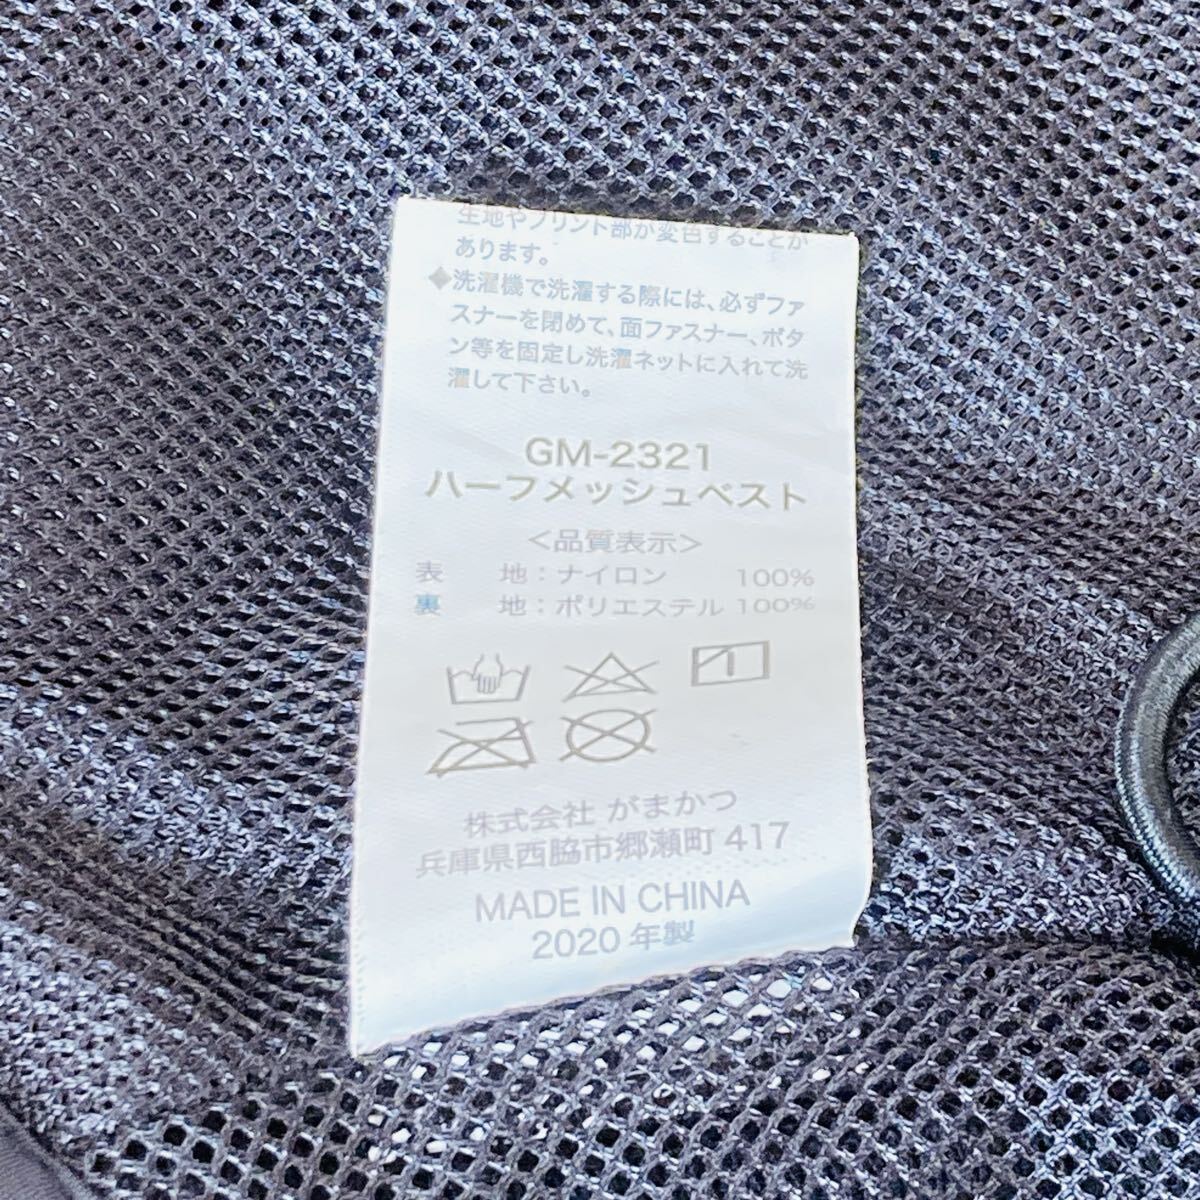 生地やプリント部が変色することが
あります。
◆洗濯機で洗濯する際には、必ずファ
スナーを閉めて、面ファスナー、ボタ
ン等を固定し洗濯ネットに入れて洗
濯して下さい。
GM-2321
ハーフメッシュベスト
<品質表示>
表 地:ナイロン 100%
裏 地:ポリエステル 100%
株式会社 がまかつ
兵庫県西脇市郷瀬町 417
MADE IN CHINA
2020 年製